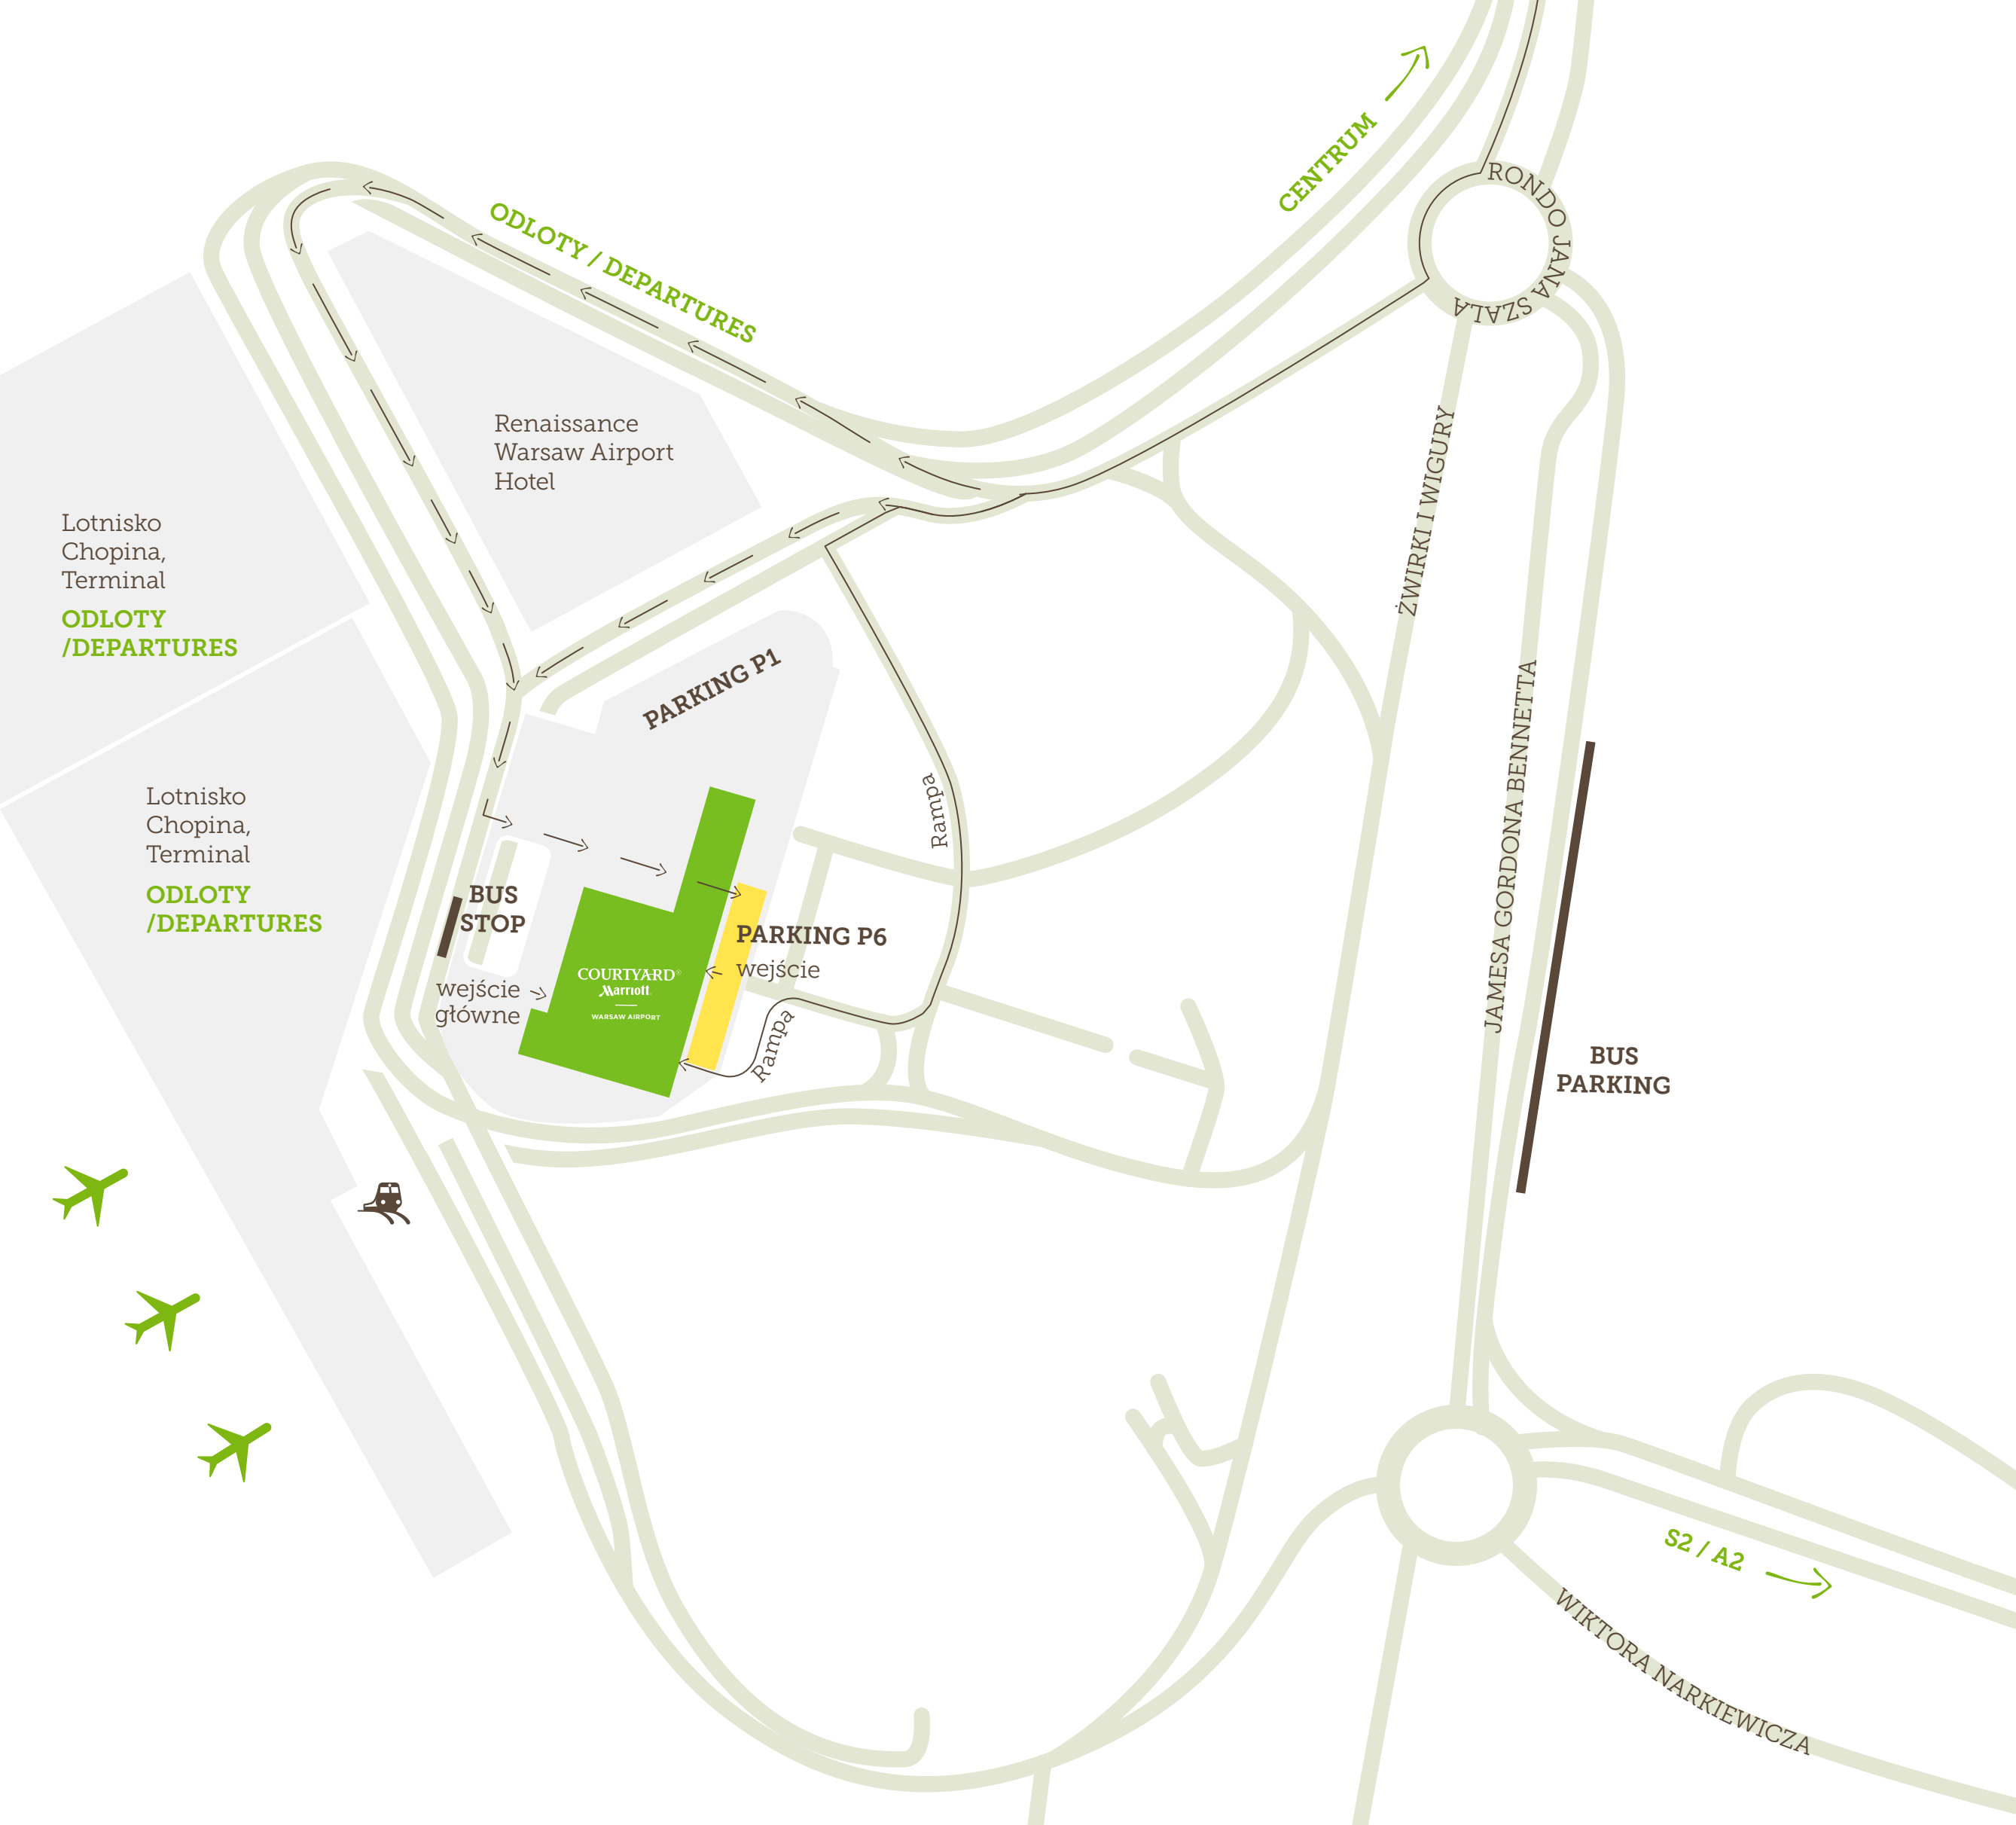 CENTRUM
RONDO JANA SZALA
ODLOTY / DEPARTURES
Renaissance
Warsaw Airport
Hotel
Lotnisko
Chopina,
Terminal
ODLOTY
/DEPARTURES
ŻWIRKI I WIGURY
PARKING P1
JAMESA GORDONA BENNETTA
Rampa
Lotnisko
Chopina,
Terminal
ODLOTY
/DEPARTURES
BUS
STOP
PARKING P6
wejście
COURTYARD®
Marriott.
WARSAW AIRPORT
wejście
główne
Rampa
BUS
PARKING
S2 / A2
WIKTORA NARKIEWICZA